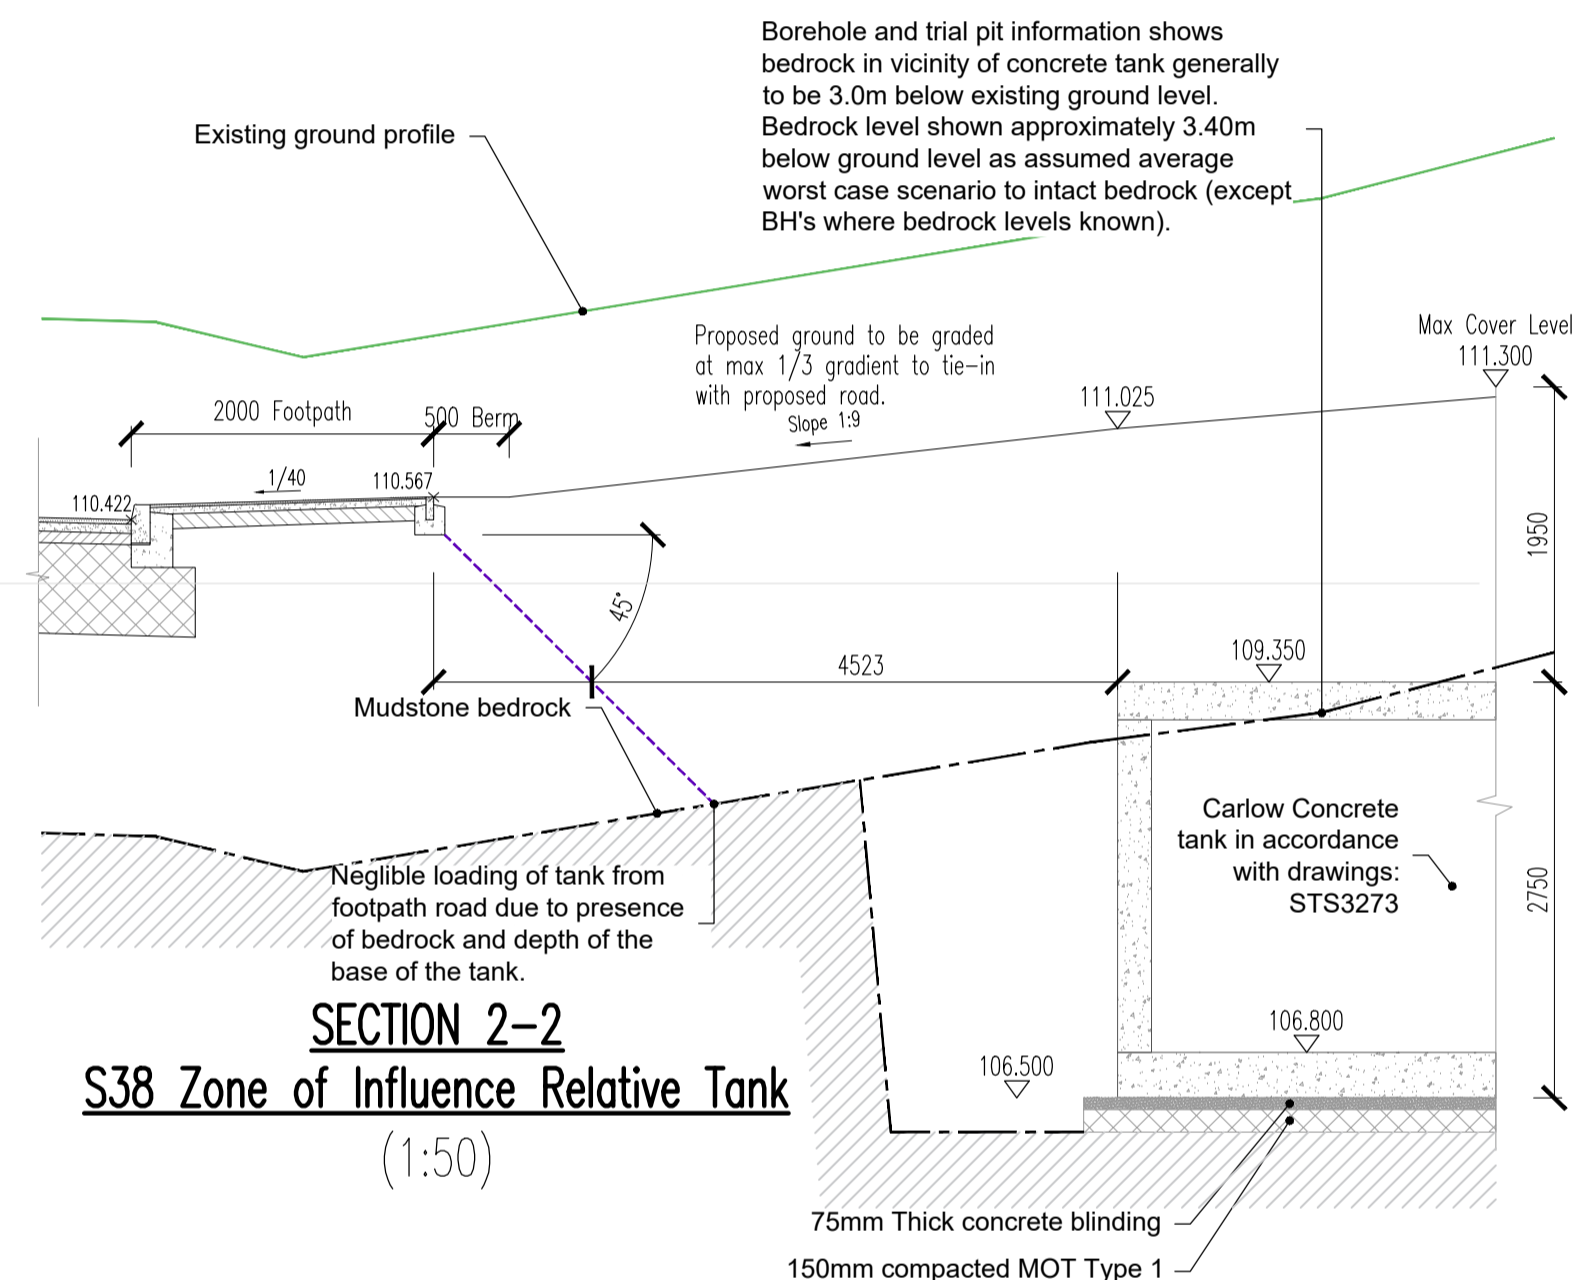 Borehole and trial pit information shows
bedrock in vicinity of concrete tank generally
to be 3.0m below existing ground level.
Bedrock level shown approximately 3.40m
below ground level as assumed average
worst case scenario to intact bedrock (except
BH's where bedrock levels known).
Existing ground profile
Proposed ground to be graded
at max 1/3 gradient to tie-in
with proposed road.
Slope 1:9
Max Cover Level
111.300
111.025
2000 Footpath
500 Berm
1/40
110.567
110.422
45°
1950
4523
109.350
Mudstone bedrock
Carlow Concrete
tank in accordance
with drawings:
STS3273
2750
Neglible loading of tank from
footpath road due to presence
of bedrock and depth of the
base of the tank.
106.800
106.500
SECTION 2-2
S38 Zone of Influence Relative Tank
(1:50)
75mm Thick concrete blinding
150mm compacted MOT Type 1